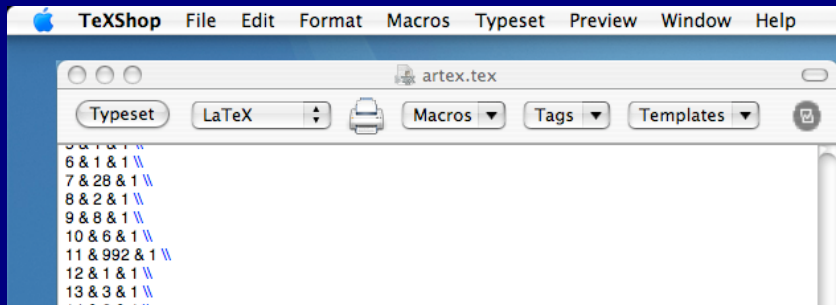 TeXShop File Edit Format Macros Typeset Preview Window Help
artex.tex
Typeset LaTeX Macros Tags Templates
6 & 1 & 1 \\
7 & 28 & 1 \\
8 & 2 & 1 \\
9 & 8 & 1 \\
10 & 6 & 1 \\
11 & 992 & 1 \\
12 & 1 & 1 \\
13 & 3 & 1 \\